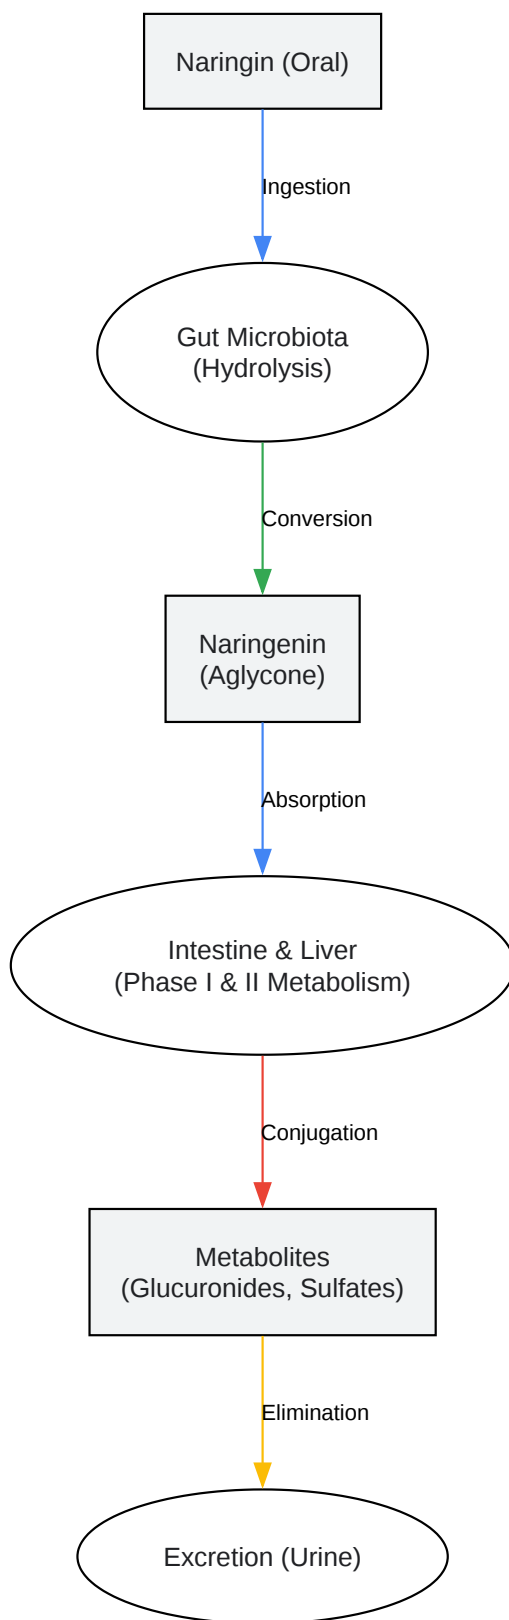 Naringin (Oral)
Ingestion
Gut Microbiota
(Hydrolysis)
Conversion
Naringenin
(Aglycone)
Absorption
Intestine & Liver
(Phase I & II Metabolism)
Conjugation
Metabolites
(Glucuronides, Sulfates)
Elimination
Excretion (Urine)